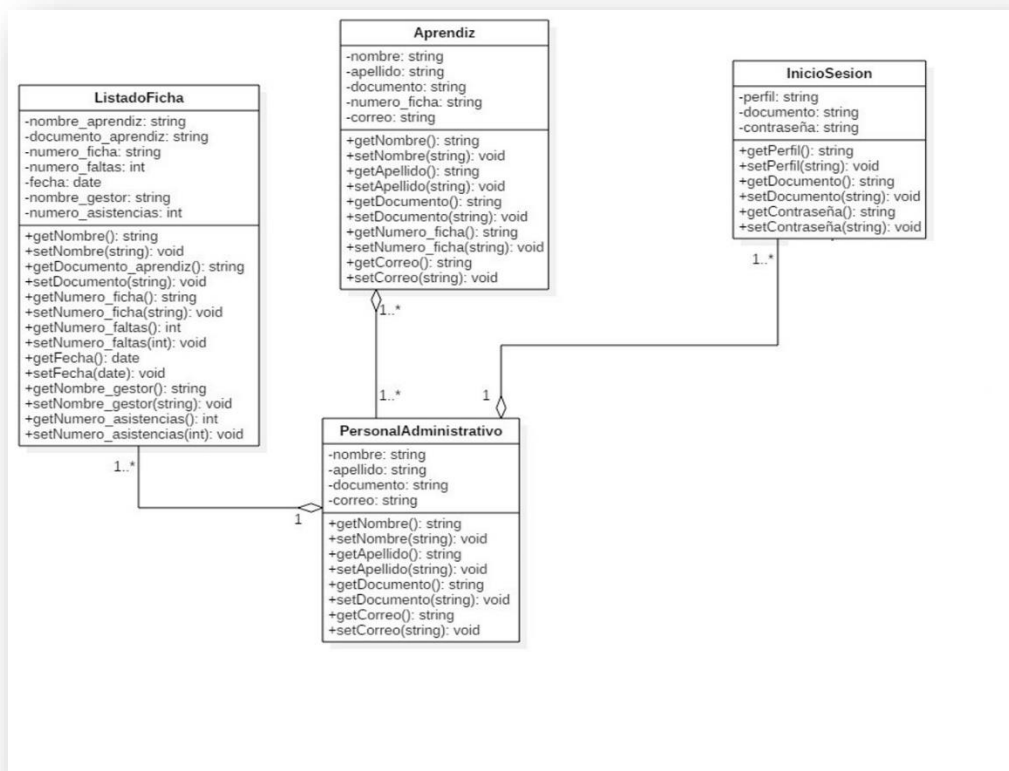 Aprendiz
-nombre: string
-apellido: string
-documento: string
-numero_ficha: string
-correo: string
+getNombre(): string
+setNombre(string): void
+getApellido(): string
+setApellido(string): void
+getDocumento(): string
+setDocumento(string): void
+getNumero_ficha(): string
+setNumero_ficha(string): void
+getCorreo(): string
+setCorreo(string): void
InicioSesion
-perfil: string
-documento: string
-contraseña: string
+getPerfil(): string
+setPerfil(string): void
+getDocumento(): string
+setDocumento(string): void
+getContraseña(): string
+setContraseña(string): void
ListadoFicha
-nombre_aprendiz: string
-documento_aprendiz: string
-numero_ficha: string
-numero_faltas: int
-fecha: date
-nombre_gestor: string
-numero_asistencias: int
+getNombre(): string
+setNombre(string): void
+getDocumento_aprendiz(): string
+setDocumento(string): void
+getNumero_ficha(): string
+setNumero_ficha(string): void
+getNumero_faltas(): int
+setNumero_faltas(int): void
+getFecha(): date
+setFecha(date): void
+getNombre_gestor(): string
+setNombre_gestor(string): void
+getNumero_asistencias(): int
+setNumero_asistencias(int): void
1..*
1..*
1..*
1
1..*
1
PersonalAdministrativo
-nombre: string
-apellido: string
-documento: string
-correo: string
+getNombre(): string
+setNombre(string): void
+getApellido(): string
+setApellido(string): void
+getDocumento(): string
+setDocumento(string): void
+getCorreo(): string
+setCorreo(string): void